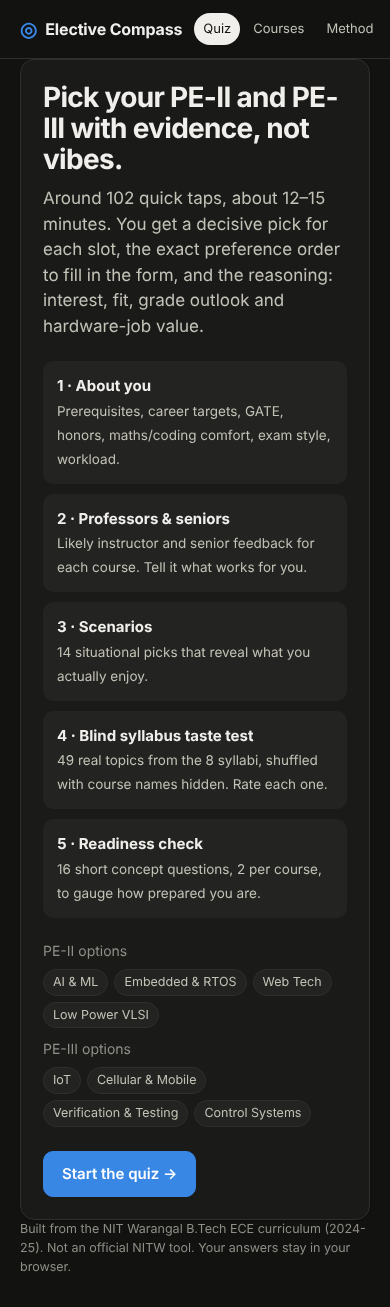 ◎ Elective Compass Quiz Courses Method
Pick your PE-II and PE-
III with evidence, not
vibes.
Around 102 quick taps, about 12–15
minutes. You get a decisive pick for
each slot, the exact preference order
to fill in the form, and the reasoning:
interest, fit, grade outlook and
hardware-job value.
1 · About you
Prerequisites, career targets, GATE,
honors, maths/coding comfort, exam style,
workload.
2 · Professors & seniors
Likely instructor and senior feedback for
each course. Tell it what works for you.
3 · Scenarios
14 situational picks that reveal what you
actually enjoy.
4 · Blind syllabus taste test
49 real topics from the 8 syllabi, shuffled
with course names hidden. Rate each one.
5 · Readiness check
16 short concept questions, 2 per course,
to gauge how prepared you are.
PE-II options
AI & ML Embedded & RTOS Web Tech
Low Power VLSI
PE-III options
IoT Cellular & Mobile
Verification & Testing Control Systems
Start the quiz →
Built from the NIT Warangal B.Tech ECE curriculum (2024-
25). Not an official NITW tool. Your answers stay in your
browser.